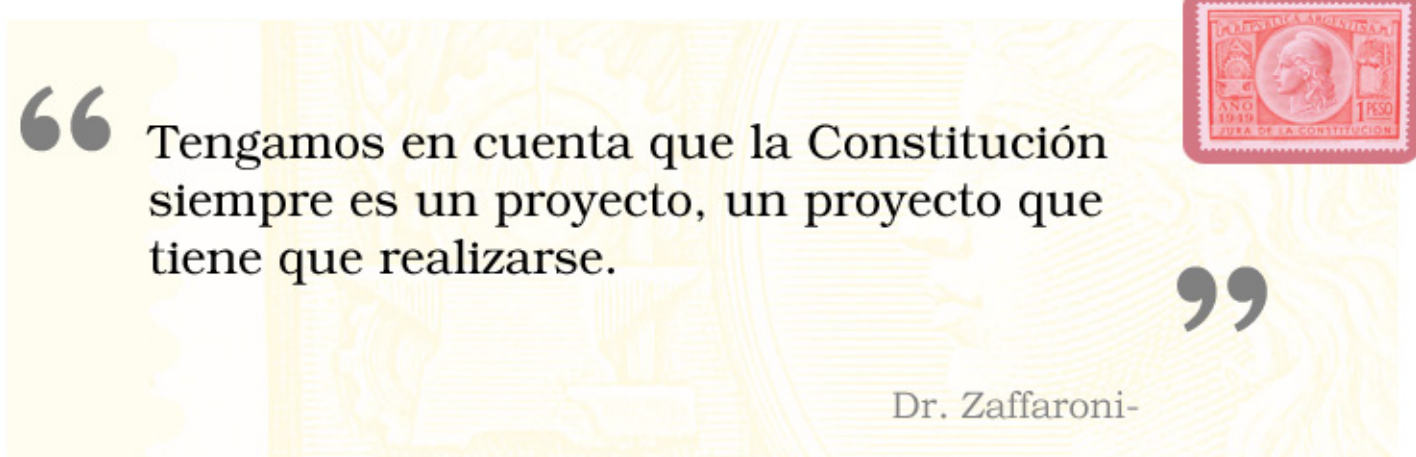 REPUBLICA ARGENTINA
AÑO
1949
1 PESO
JURA DE LA CONSTITUCION
“ Tengamos en cuenta que la Constitución
siempre es un proyecto, un proyecto que
tiene que realizarse. ”
Dr. Zaffaroni-